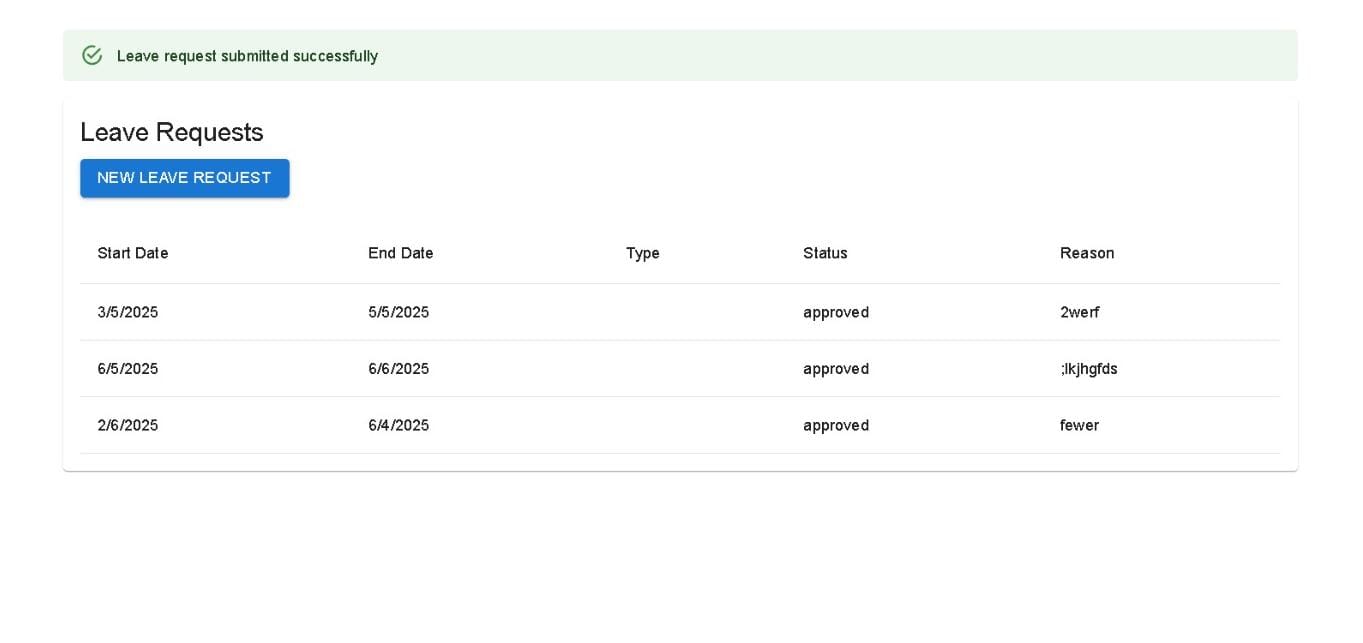 Leave request submitted successfully
Leave Requests
NEW LEAVE REQUEST
Start Date End Date Type Status Reason
3/5/2025 5/5/2025 approved 2werf
6/5/2025 6/6/2025 approved ;lkjhgfds
2/6/2025 6/4/2025 approved fewer